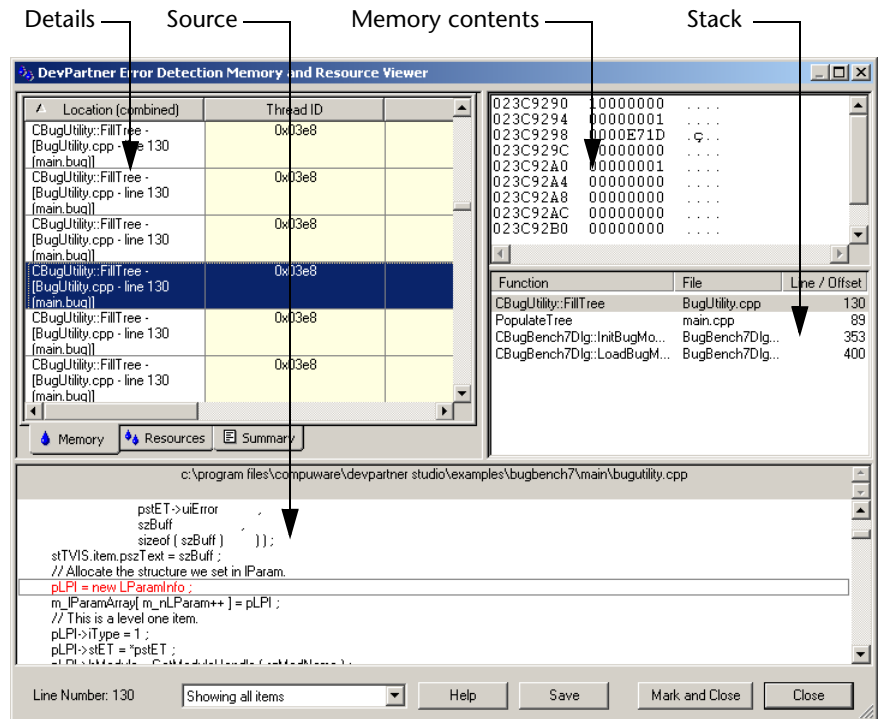 Details Source Memory contents Stack
DevPartner Error Detection Memory and Resource Viewer
Location (combined) Thread ID
CBugUtility::FillTree - 0x03e8
[BugUtility.cpp - line 130
(main.bug)]
CBugUtility::FillTree - 0x03e8
[BugUtility.cpp - line 130
(main.bug)]
CBugUtility::FillTree - 0x03e8
[BugUtility.cpp - line 130
(main.bug)]
CBugUtility::FillTree - 0x03e8
[BugUtility.cpp - line 130
(main.bug)]
CBugUtility::FillTree - 0x03e8
[BugUtility.cpp - line 130
(main.bug)]
CBugUtility::FillTree - 0x03e8
[BugUtility.cpp - line 130
(main.bug)]
Memory Resources Summary
023C9290 10000000 ....
023C9294 00000001 ....
023C9298 0000E71D .ç..
023C929C 00000000 ....
023C92A0 00000001 ....
023C92A4 00000000 ....
023C92A8 00000000 ....
023C92AC 00000000 ....
023C92B0 00000000 ....
Function File Line / Offset
CBugUtility::FillTree BugUtility.cpp 130
PopulateTree main.cpp 89
CBugBench7Dlg::InitBugMo... BugBench7Dlg... 353
CBugBench7Dlg::LoadBugM... BugBench7Dlg... 400
c:\program files\compuware\devpartner studio\examples\bugbench7\main\bugutility.cpp
pstET->uiError ,
szBuff ,
sizeof ( szBuff ) ) ) ;
stTVIS.item.pszText = szBuff ;
// Allocate the structure we set in lParam.
pLPI = new LParamInfo ;
m_lParamArray[ m_nLParam++ ] = pLPI ;
// This is a level one item.
pLPI->iType = 1 ;
pLPI->stET = *pstET ;
pLPI->hModule = GetModuleHandle ( szModName ) ;
Line Number: 130 Showing all items Help Save Mark and Close Close